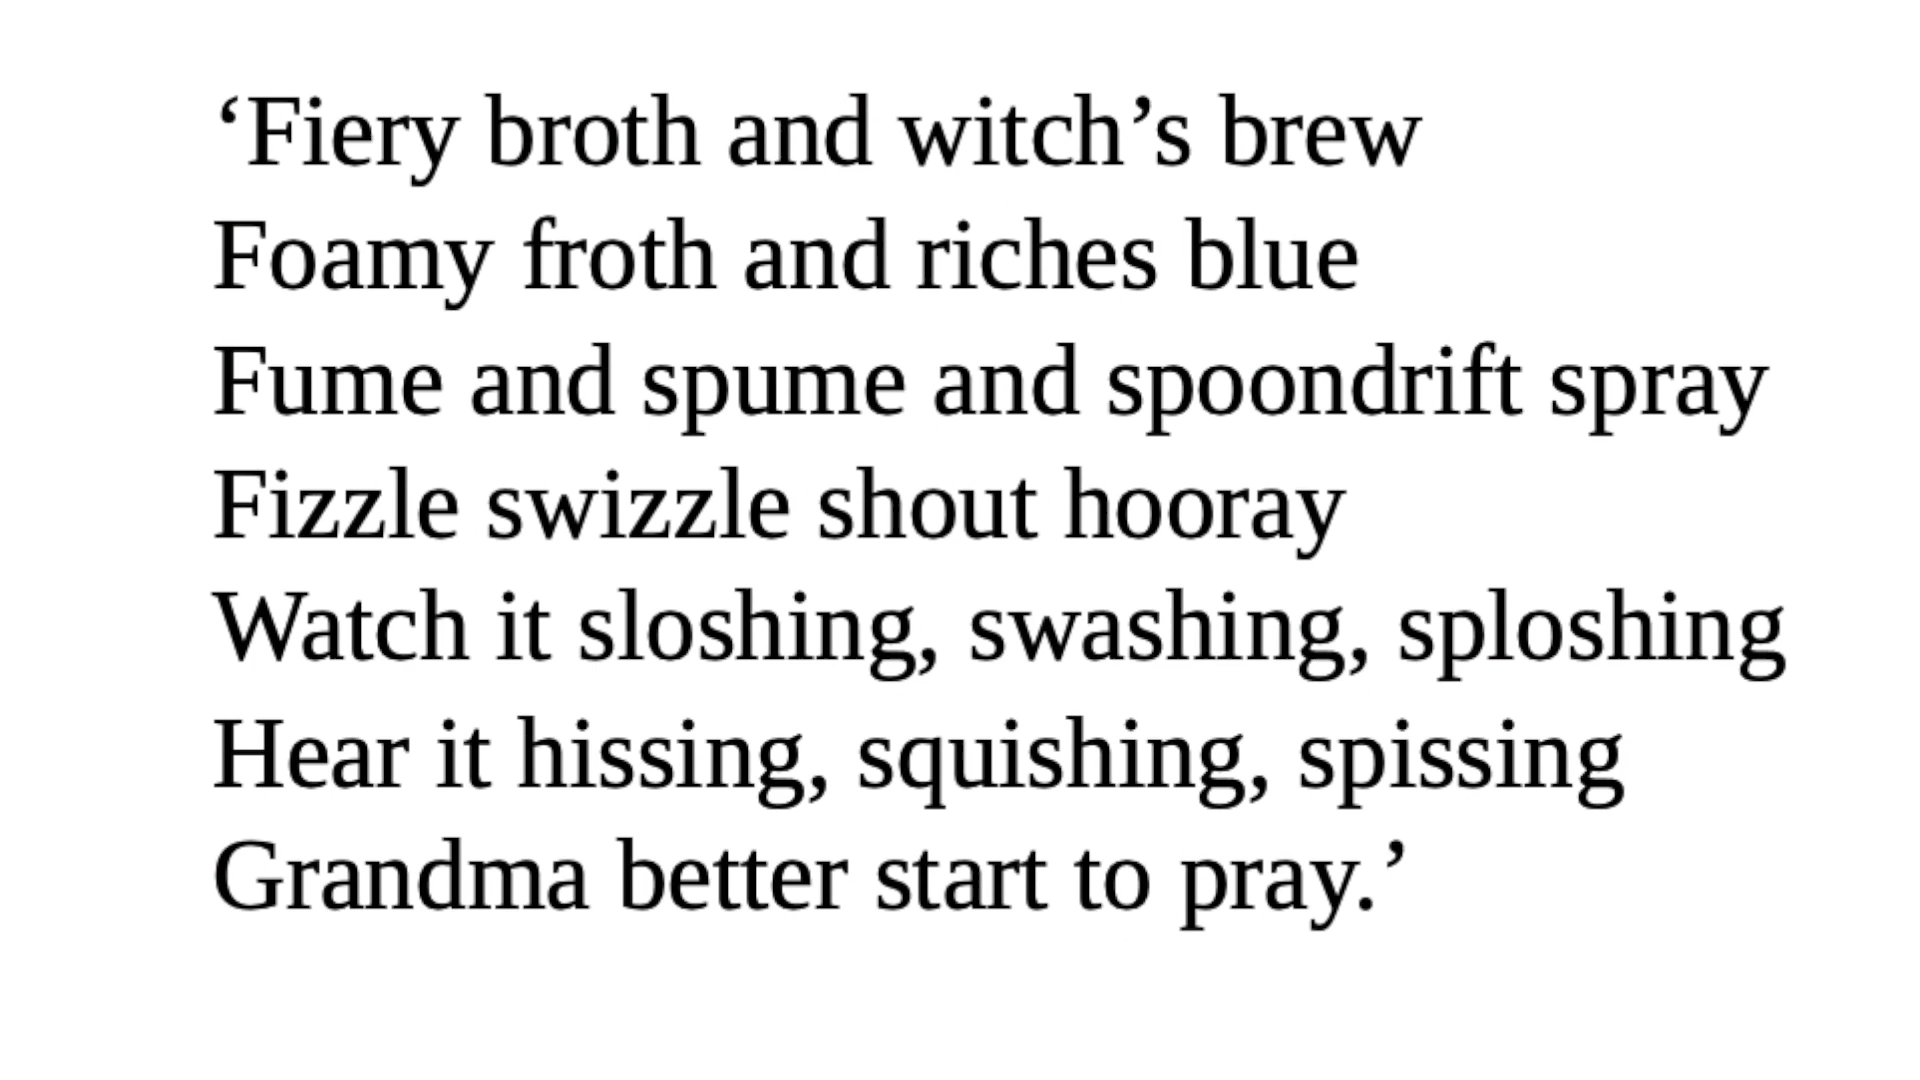 ‘Fiery broth and witch’s brew
Foamy froth and riches blue
Fume and spume and spoondrift spray
Fizzle swizzle shout hooray
Watch it sloshing, swashing, sploshing
Hear it hissing, squishing, spissing
Grandma better start to pray.’